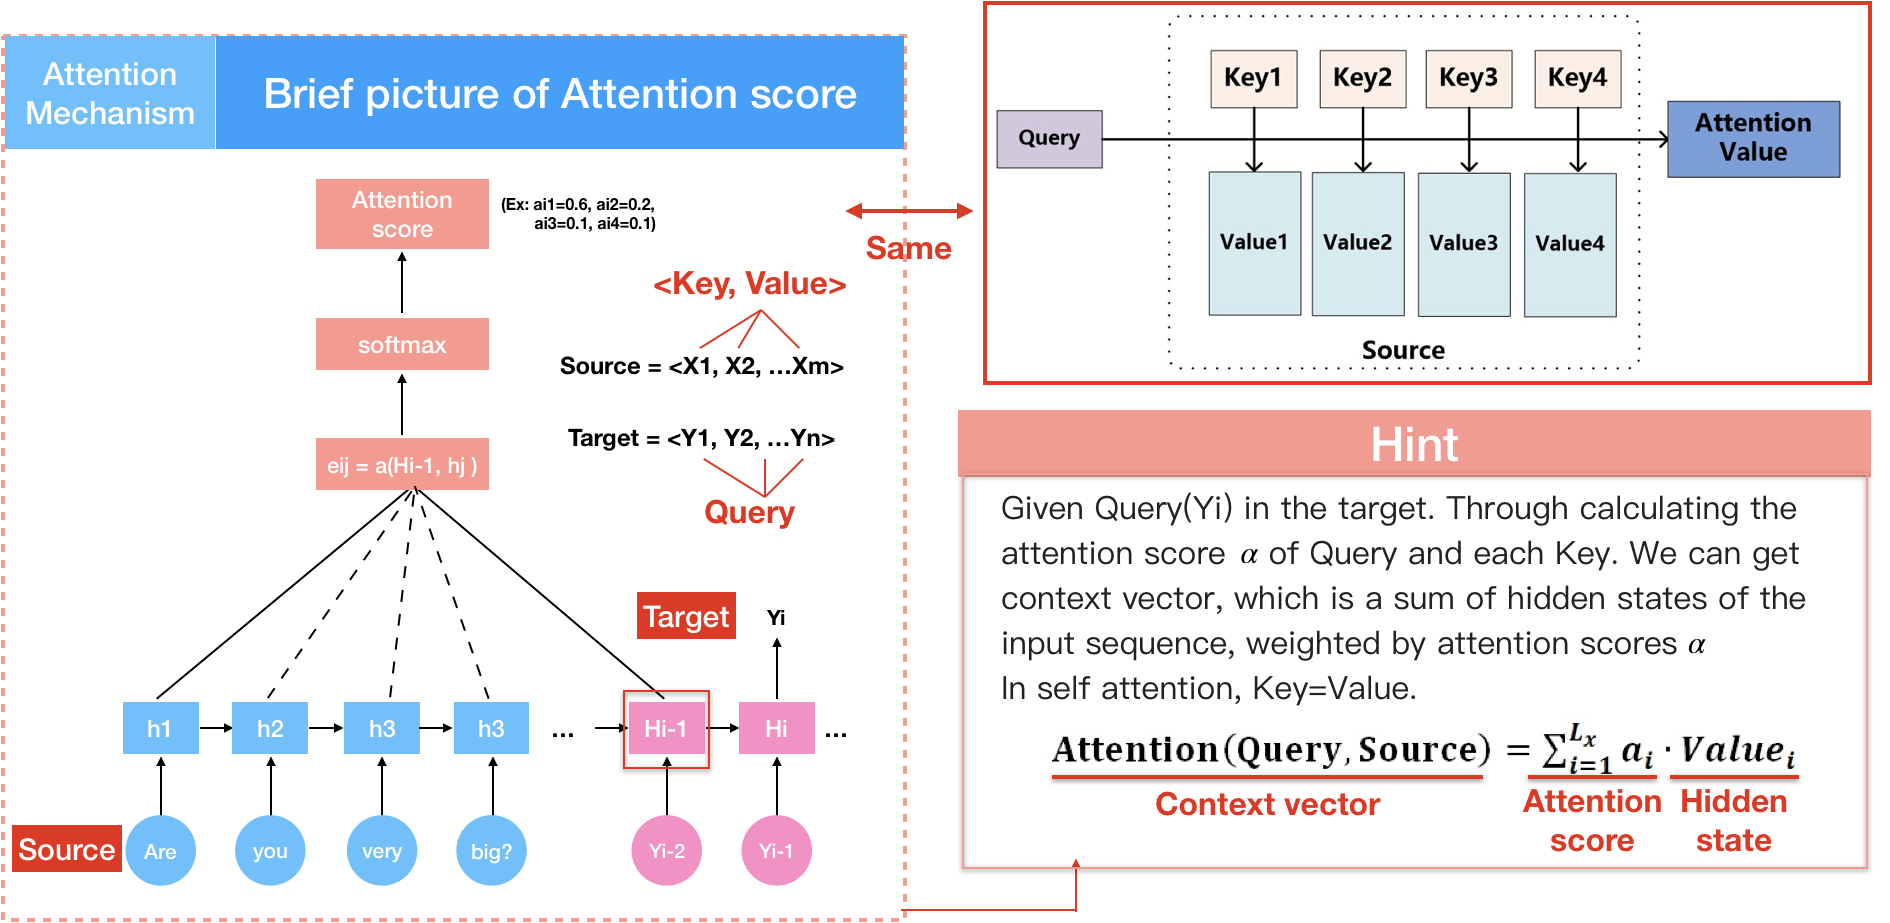 Attention
Mechanism
Brief picture of Attention score
Attention
score
(Ex: ai1=0.6, ai2=0.2,
ai3=0.1, ai4=0.1)
softmax
eij = a(Hi-1, hj )
<Key, Value>
Source = <X1, X2, ...Xm>
Target = <Y1, Y2, ...Yn>
Query
Target
Yi
h1
h2
h3
h3
...
Hi-1
Hi
...
Source
Are
you
very
big?
Yi-2
Yi-1
Same
Query
Key1
Key2
Key3
Key4
Attention
Value
Value1
Value2
Value3
Value4
Source
Hint
Given Query(Yi) in the target. Through calculating the
attention score α of Query and each Key. We can get
context vector, which is a sum of hidden states of the
input sequence, weighted by attention scores α
In self attention, Key=Value.
Attention(Query, Source) = ∑_{i=1}^{L_x} a_i · Value_i
Context vector
Attention
score
Hidden
state